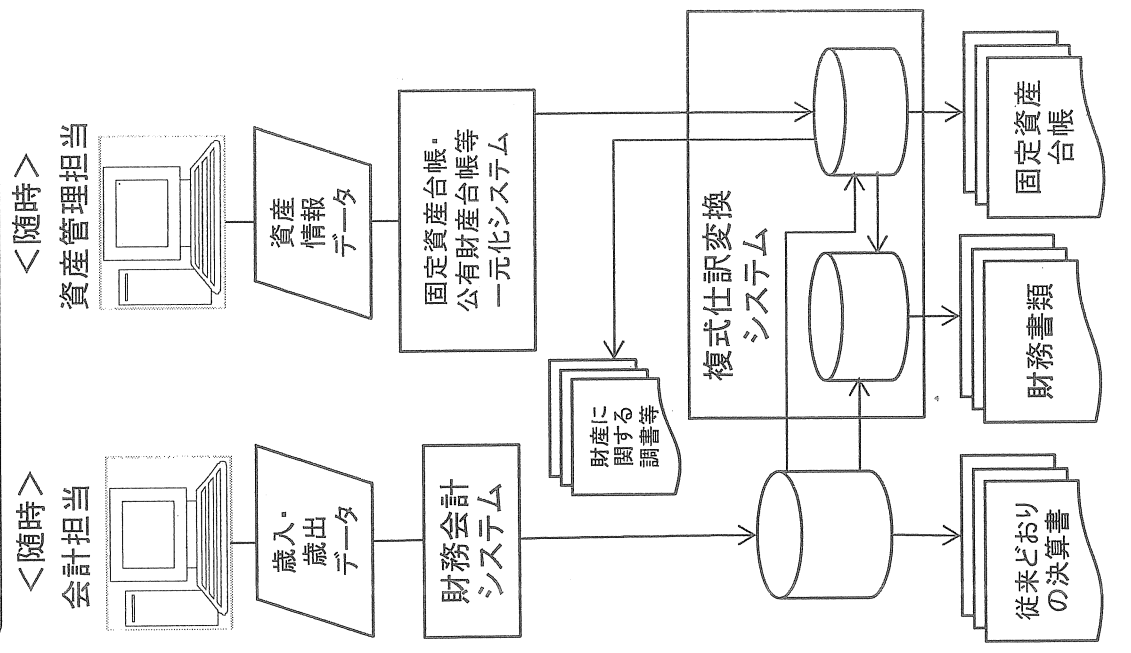 ＜随時＞
会計担当
歳入・
歳出
データ
財務会計
システム
従来どおり
の決算書
＜随時＞
資産管理担当
資産
情報
データ
固定資産台帳・
公有財産台帳等
一元化システム
財産に
関する
調書等
複式仕訳変換
システム
財務書類
固定資産
台帳